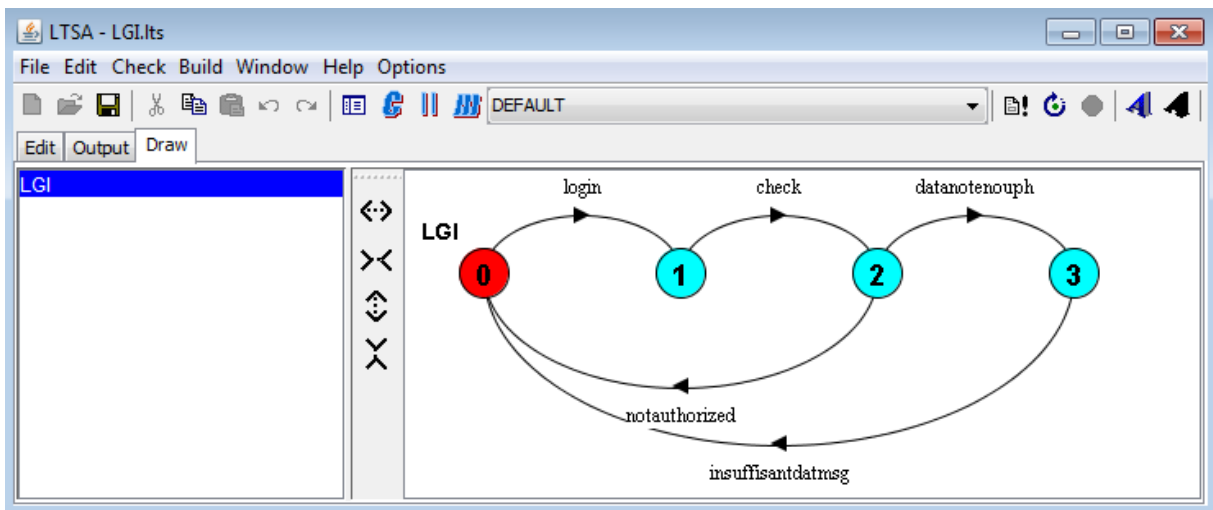 LTSA - LGI.lts
File Edit Check Build Window Help Options
DEFAULT
Edit Output Draw
LGI
login check datanotenouph
LGI
0 1 2 3
notauthorized
insuffisantdatmsg